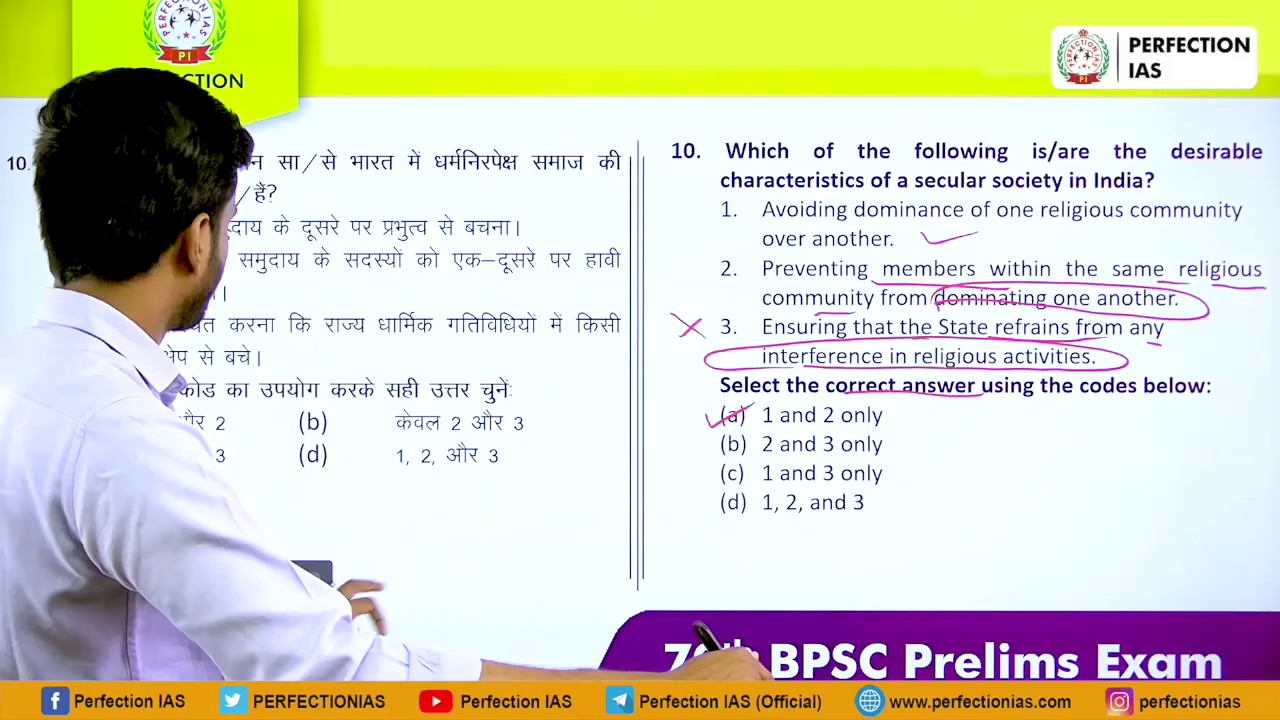 PERFECTION IAS
PI
PERFECTION
IAS
PI
10. सा/से भारत में धर्मनिरपेक्ष समाज की
हैं?
के दूसरे पर प्रभुत्व से बचना।
समुदाय के सदस्यों को एक–दूसरे पर हावी
करना कि राज्य धार्मिक गतिविधियों में किसी
से बचे।
कोड का उपयोग करके सही उत्तर चुनें:
और 2 (b) केवल 2 और 3
3 (d) 1, 2, और 3
10. Which of the following is/are the desirable
characteristics of a secular society in India?
1. Avoiding dominance of one religious community
over another.
2. Preventing members within the same religious
community from dominating one another.
3. Ensuring that the State refrains from any
interference in religious activities.
Select the correct answer using the codes below:
(a) 1 and 2 only
(b) 2 and 3 only
(c) 1 and 3 only
(d) 1, 2, and 3
BPSC Prelims Exam
Perfection IAS
PERFECTIONIAS
Perfection IAS
Perfection IAS (Official)
www.perfectionias.com
perfectionias